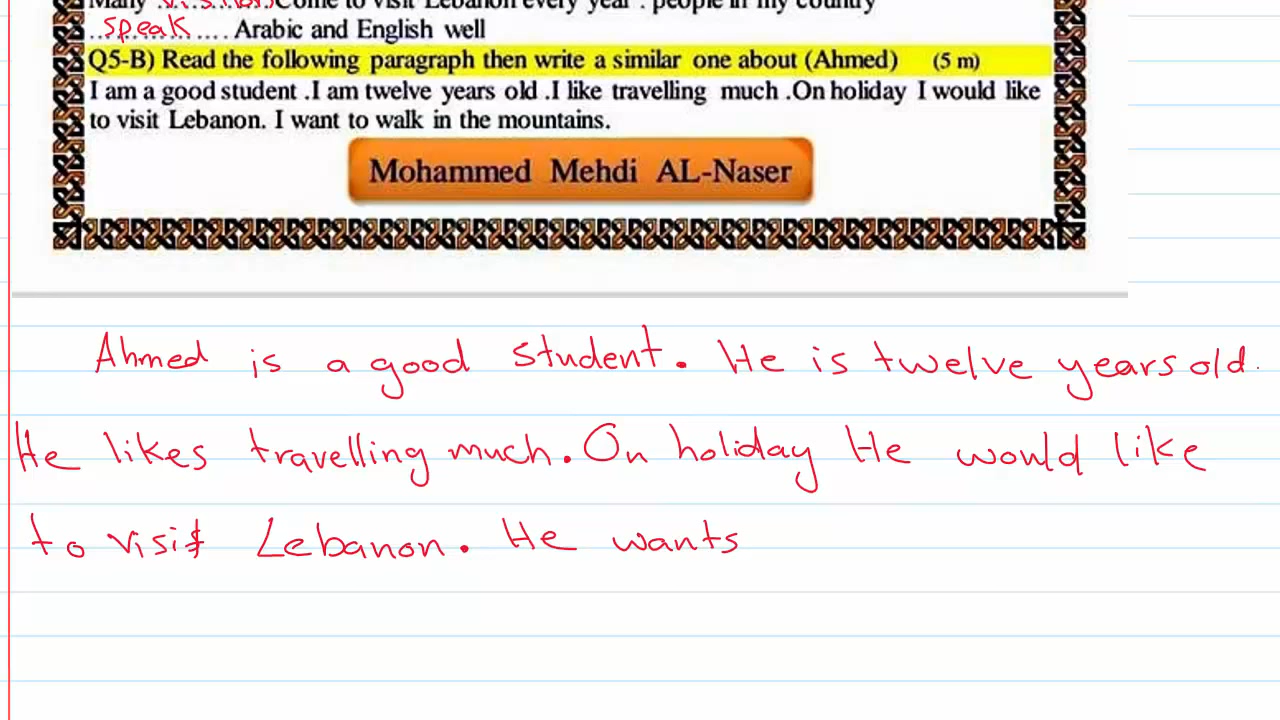 Many visitors Come to visit Lebanon every year . people in my country
..speak.... Arabic and English well
Q5-B) Read the following paragraph then write a similar one about (Ahmed) (5 m)
I am a good student .I am twelve years old .I like travelling much .On holiday I would like
to visit Lebanon. I want to walk in the mountains.
Mohammed Mehdi AL-Naser
Ahmed is a good student. He is twelve years old.
He likes travelling much. On holiday He would like
to visit Lebanon. He wants